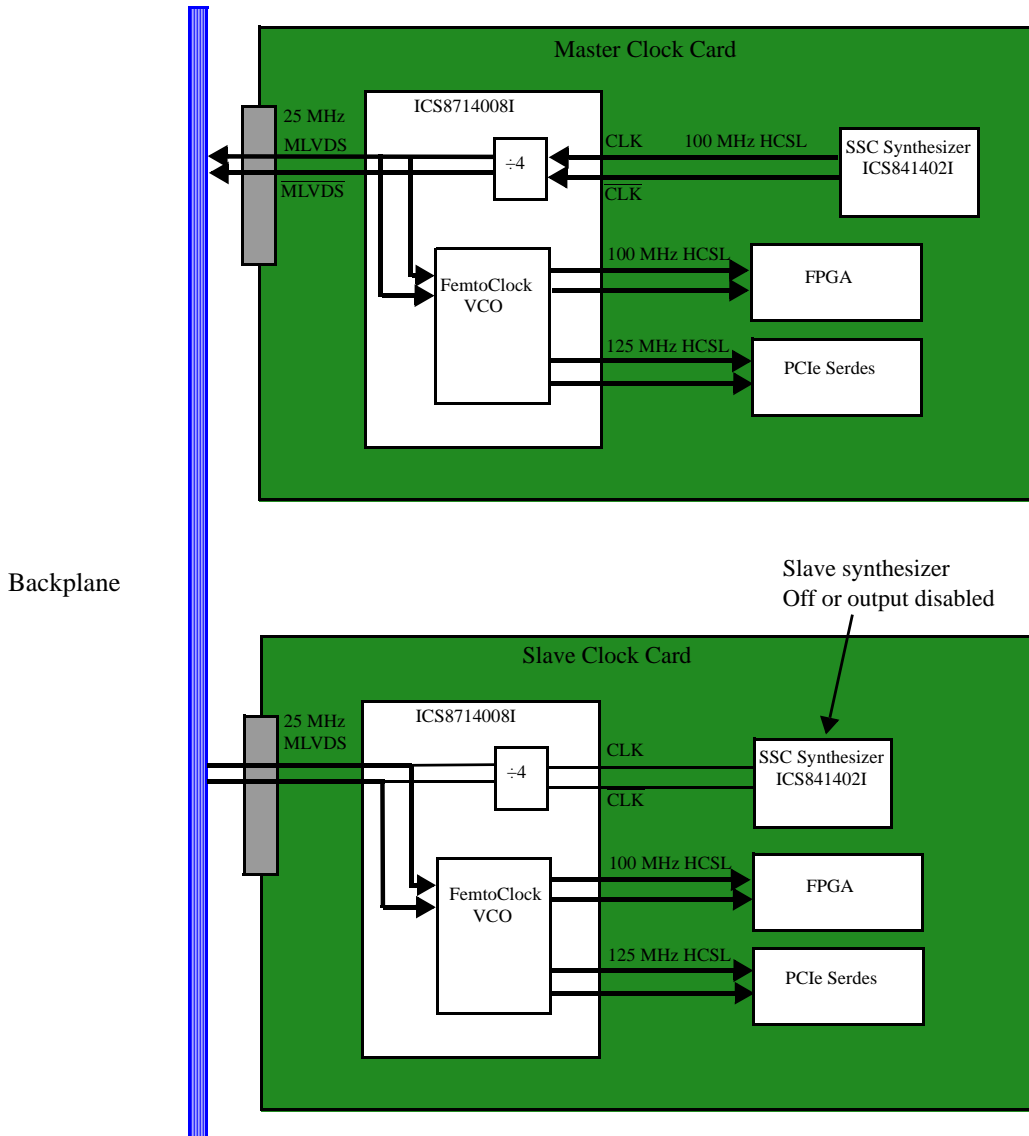 Master Clock Card
25 MHz
MLVDS
MLVDS
ICS8714008I
÷4
CLK
100 MHz HCSL
CLK
SSC Synthesizer
ICS841402I
FemtoClock
VCO
100 MHz HCSL
FPGA
125 MHz HCSL
PCIe Serdes
Backplane
Slave synthesizer
Off or output disabled
Slave Clock Card
25 MHz
MLVDS
ICS8714008I
÷4
CLK
CLK
SSC Synthesizer
ICS841402I
FemtoClock
VCO
100 MHz HCSL
FPGA
125 MHz HCSL
PCIe Serdes